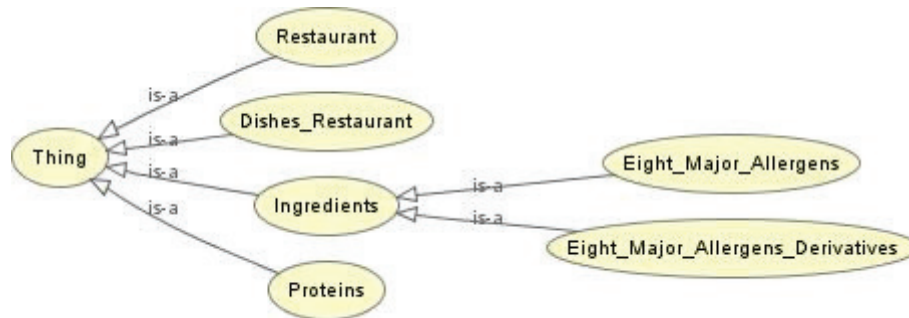 Restaurant
is-a
Dishes_Restaurant
is-a
Thing
Eight_Major_Allergens
is-a
is-a
Ingredients
is-a
is-a
Eight_Major_Allergens_Derivatives
Proteins